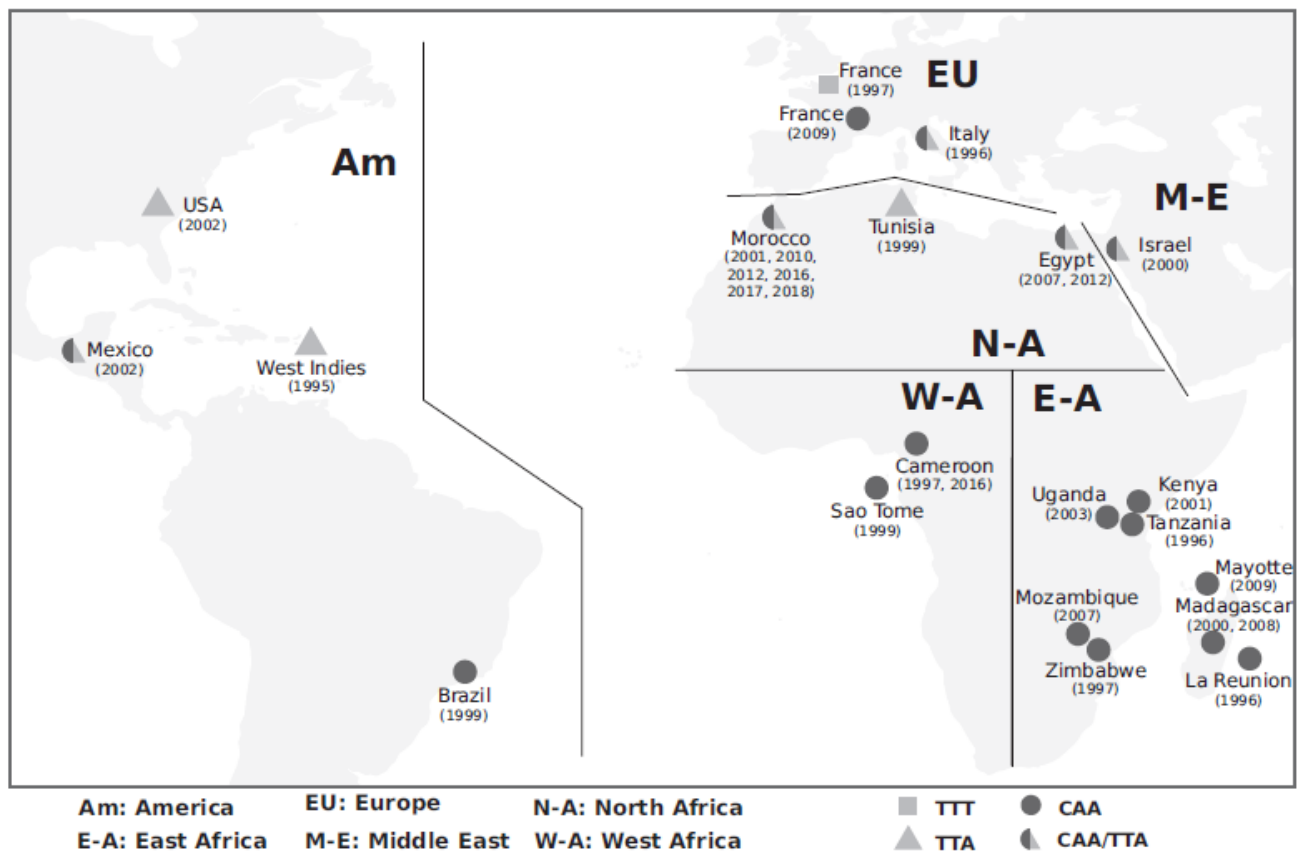 France
(1997)
EU
France
(2009)
Italy
(1996)
Am
M-E
USA
(2002)
Morocco
(2001, 2010,
2012, 2016,
2017, 2018)
Tunisia
(1999)
Egypt
(2007, 2012)
Israel
(2000)
Mexico
(2002)
West Indies
(1995)
N-A
W-A
E-A
Cameroon
(1997, 2016)
Sao Tome
(1999)
Uganda
(2003)
Kenya
(2001)
Tanzania
(1996)
Mayotte
(2009)
Mozambique
(2007)
Madagascar
(2000, 2008)
Zimbabwe
(1997)
La Reunion
(1996)
Brazil
(1999)
Am: America
EU: Europe
N-A: North Africa
TTT
CAA
E-A: East Africa
M-E: Middle East
W-A: West Africa
TTA
CAA/TTA